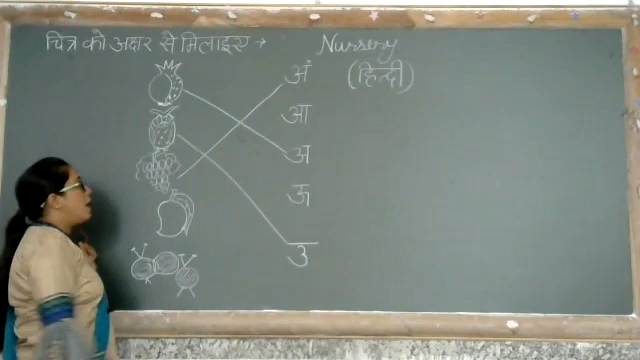 चित्र को अक्षर से मिलाइए → Nursery
(हिन्दी)
अं
आ
अ
ऊ
उ